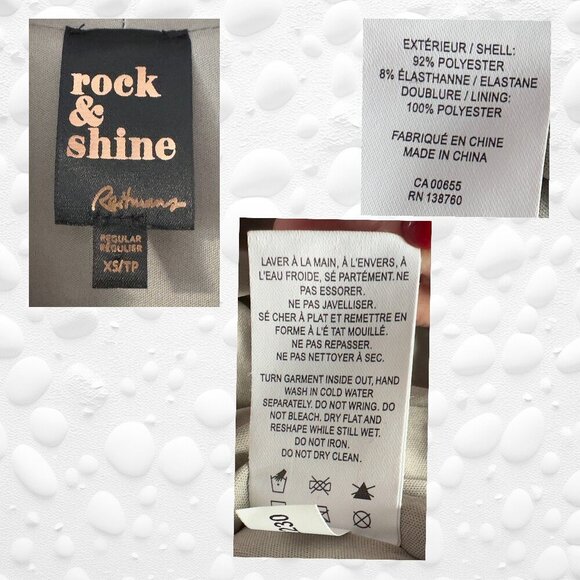 rock
&
shine
Reitmans
REGULAR
RÉGULIER
XS/TP
EXTÉRIEUR / SHELL:
92% POLYESTER
8% ÉLASTHANNE / ELASTANE
DOUBLURE / LINING:
100% POLYESTER
FABRIQUÉ EN CHINE
MADE IN CHINA
CA 00655
RN 138760
LAVER À LA MAIN, À L'ENVERS, À
L'EAU FROIDE, SÉ PARTÉMENT. NE
PAS ESSORER.
NE PAS JAVELLISER.
SÉ CHER À PLAT ET REMETTRE EN
FORME À L'É TAT MOUILLÉ.
NE PAS REPASSER.
NE PAS NETTOYER À SEC.
TURN GARMENT INSIDE OUT, HAND
WASH IN COLD WATER
SEPARATELY. DO NOT WRING. DO
NOT BLEACH. DRY FLAT AND
RESHAPE WHILE STILL WET.
DO NOT IRON.
DO NOT DRY CLEAN.
230